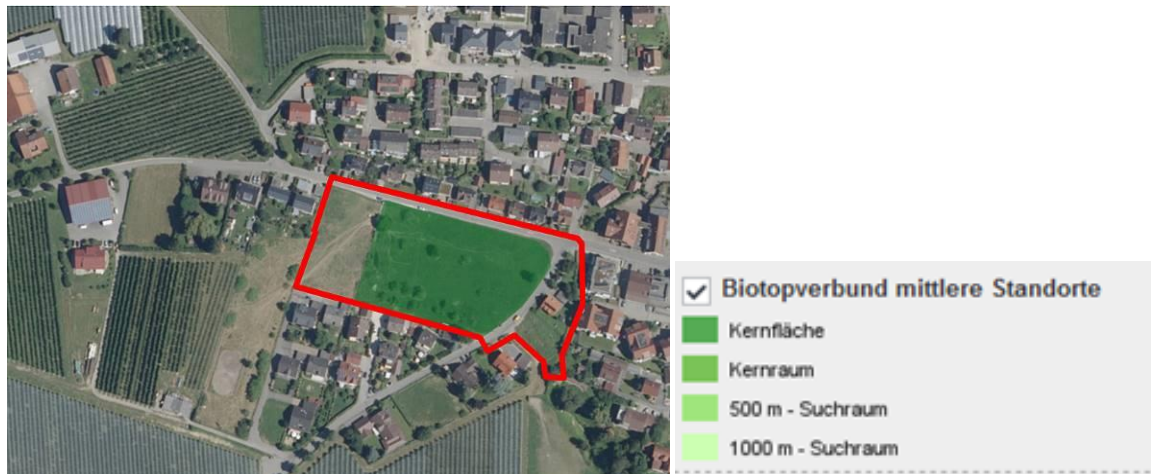 Biotopverbund mittlere Standorte
Kernfläche
Kernraum
500 m - Suchraum
1000 m - Suchraum